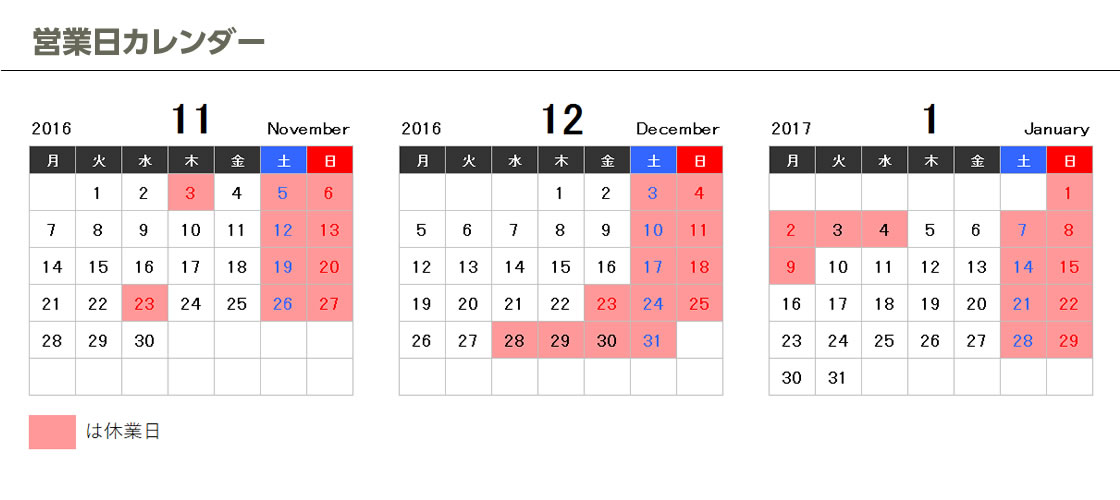 営業日カレンダー
2016 11 November
月 火 水 木 金 土 日
1 2 3 4 5 6
7 8 9 10 11 12 13
14 15 16 17 18 19 20
21 22 23 24 25 26 27
28 29 30
2016 12 December
月 火 水 木 金 土 日
1 2 3 4
5 6 7 8 9 10 11
12 13 14 15 16 17 18
19 20 21 22 23 24 25
26 27 28 29 30 31
2017 1 January
月 火 水 木 金 土 日
1
2 3 4 5 6 7 8
9 10 11 12 13 14 15
16 17 18 19 20 21 22
23 24 25 26 27 28 29
30 31
は休業日